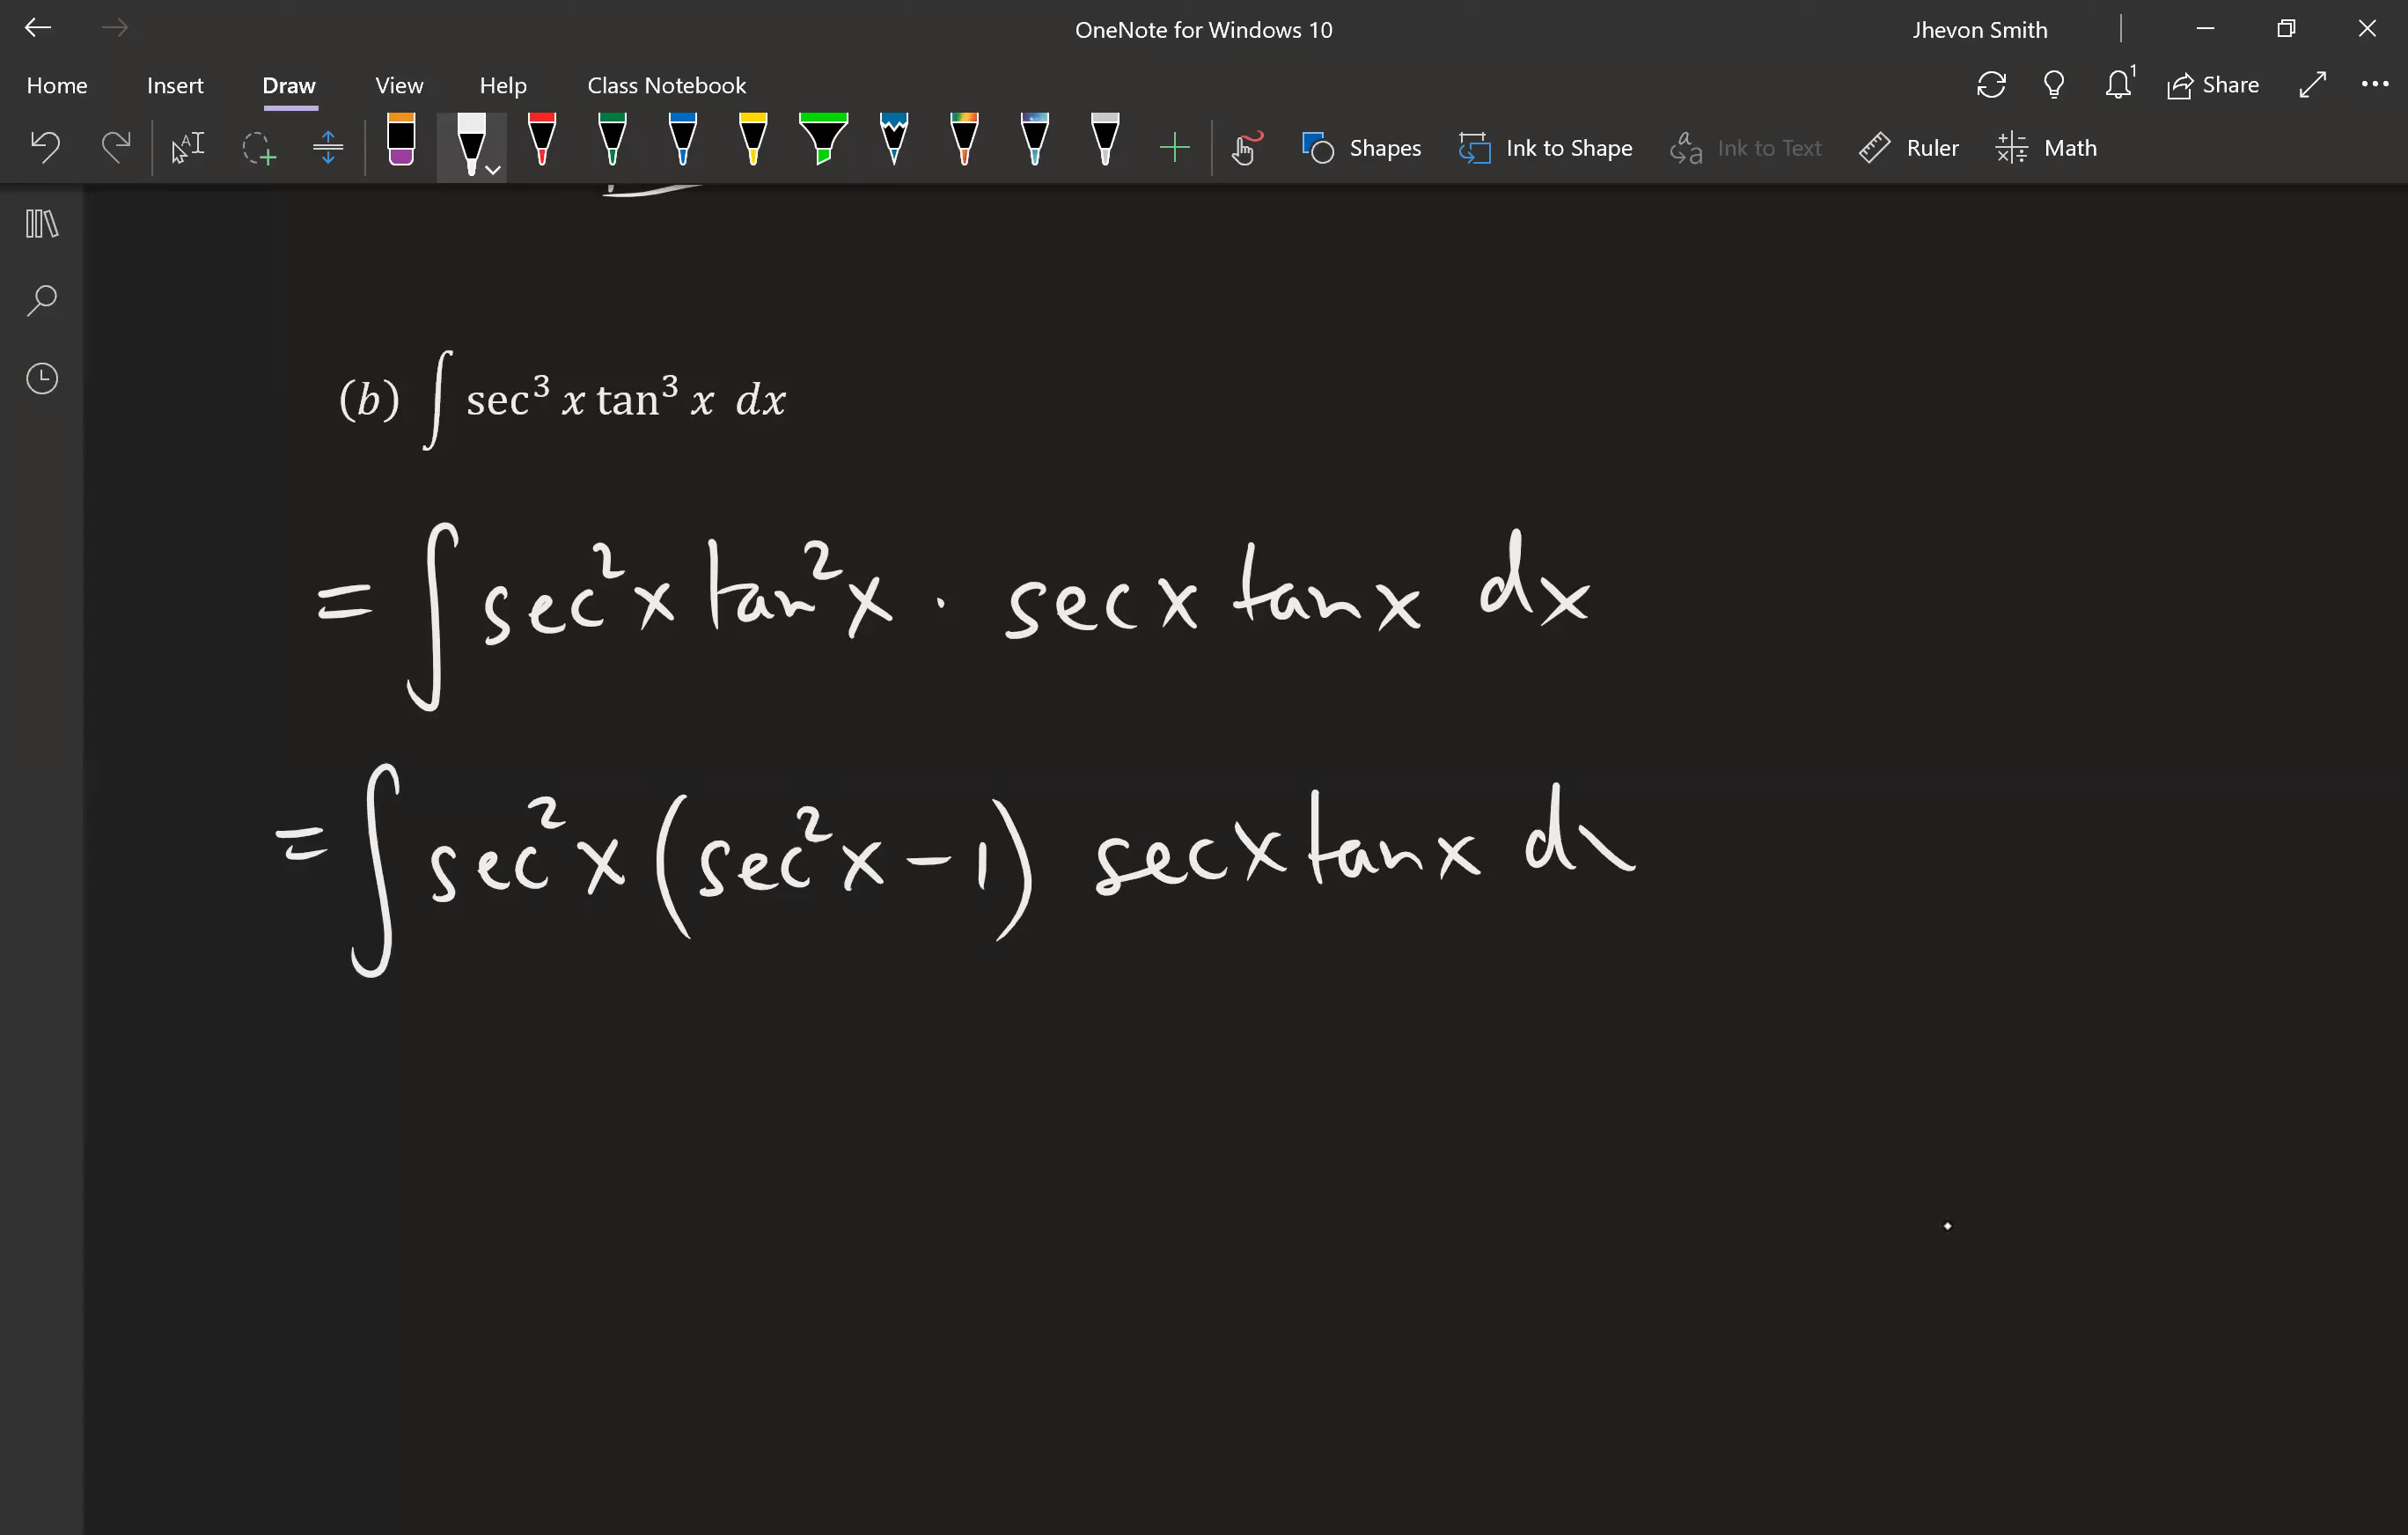 OneNote for Windows 10 Jhevon Smith
Home Insert Draw View Help Class Notebook 1 Share
Shapes Ink to Shape Ink to Text Ruler Math
(b) ∫ sec³ x tan³ x dx
= ∫ sec²x tan²x · secx tanx dx
= ∫ sec²x (sec²x − 1) secx tanx d